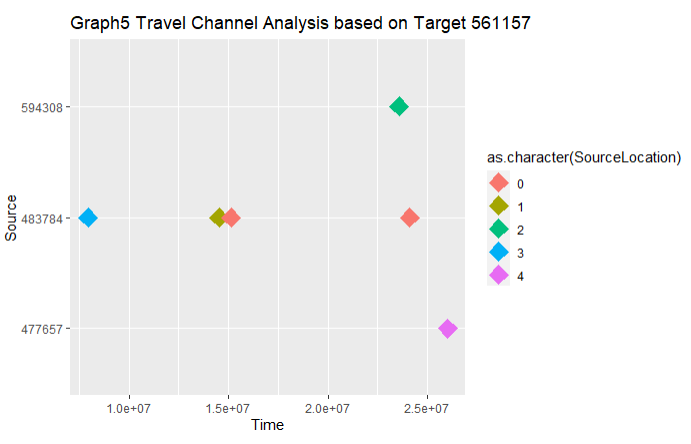 Graph5 Travel Channel Analysis based on Target 561157
594308
483784
477657
Source
1.0e+07 1.5e+07 2.0e+07 2.5e+07
Time
as.character(SourceLocation)
0
1
2
3
4